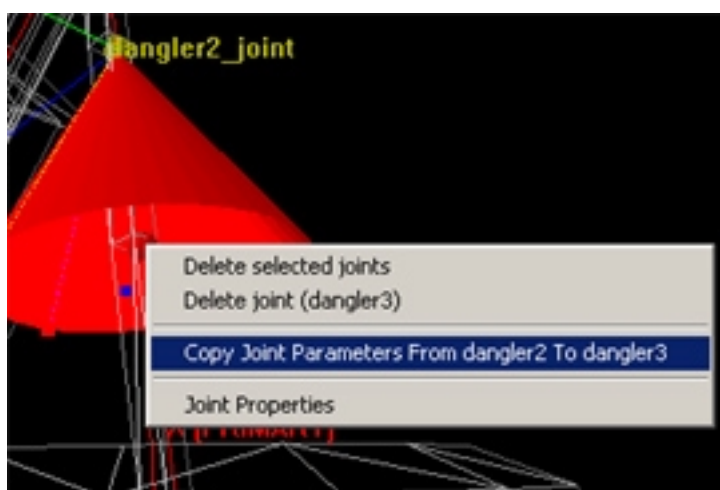 dangler2_joint
Delete selected joints
Delete joint (dangler3)
Copy Joint Parameters From dangler2 To dangler3
Joint Properties